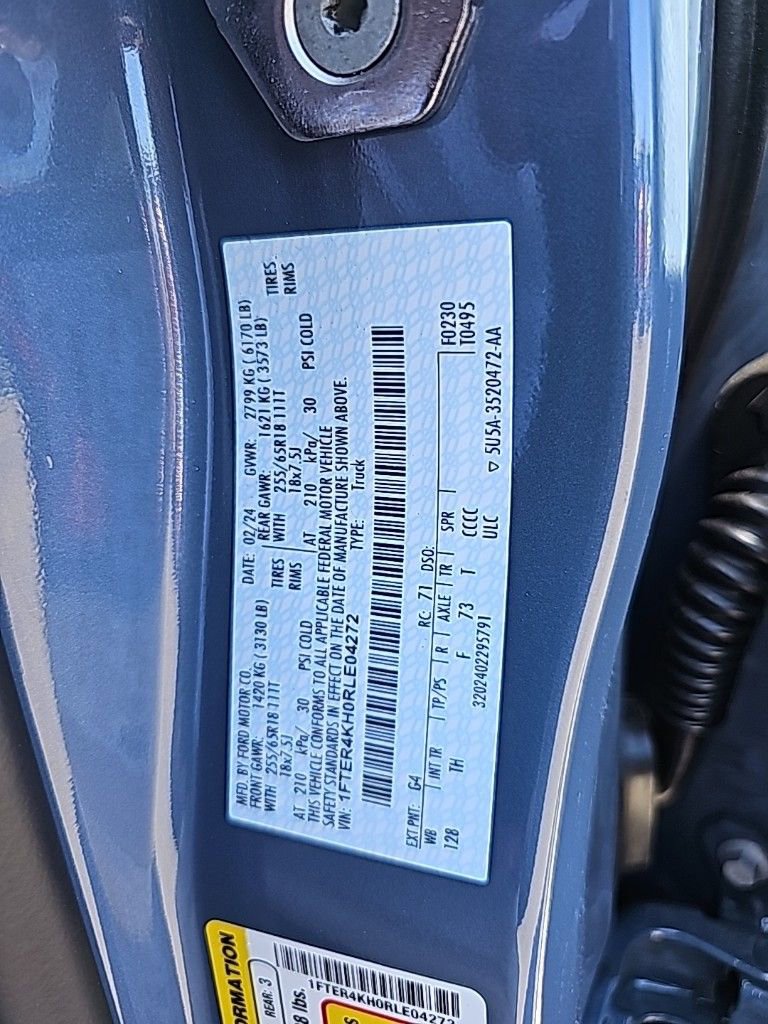 MFD. BY FORD MOTOR CO.
DATE: 02/24 GVWR: 2799 KG ( 6170 LB)
FRONT GAWR: 1420 KG ( 3130 LB)
REAR GAWR: 1621 KG ( 3573 LB)
WITH 255/65R18 111T TIRES
WITH 255/65R18 111T TIRES
18x7.5J RIMS
18x7.5J RIMS
AT 210 kPa/ 30 PSI COLD
AT 210 kPa/ 30 PSI COLD
THIS VEHICLE CONFORMS TO ALL APPLICABLE FEDERAL MOTOR VEHICLE
SAFETY STANDARDS IN EFFECT ON THE DATE OF MANUFACTURE SHOWN ABOVE.
VIN: 1FTER4KH0RLE04272 TYPE: Truck
EXT PNT: G4 RC: 71 DSO: F0230
WB INT TR TP/PS R AXLE TR SPR T0495
128 TH F 73 T CCCC
3202402295791 ULC 5U5A-3520472-AA
REAR: 3
lbs.
1FTER4KH0RLE04272